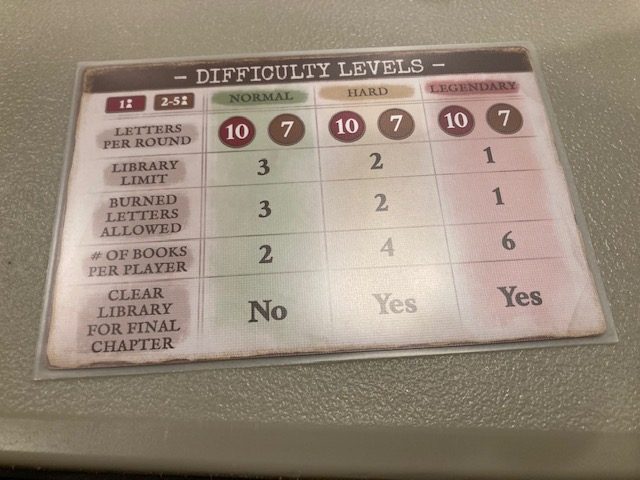 - DIFFICULTY LEVELS -
1 2-5 NORMAL HARD LEGENDARY
LETTERS
PER ROUND
10 7 10 7 10 7
LIBRARY
LIMIT
3 2 1
BURNED
LETTERS
ALLOWED
3 2 1
# OF BOOKS
PER PLAYER
2 4 6
CLEAR
LIBRARY
FOR FINAL
CHAPTER
No Yes Yes